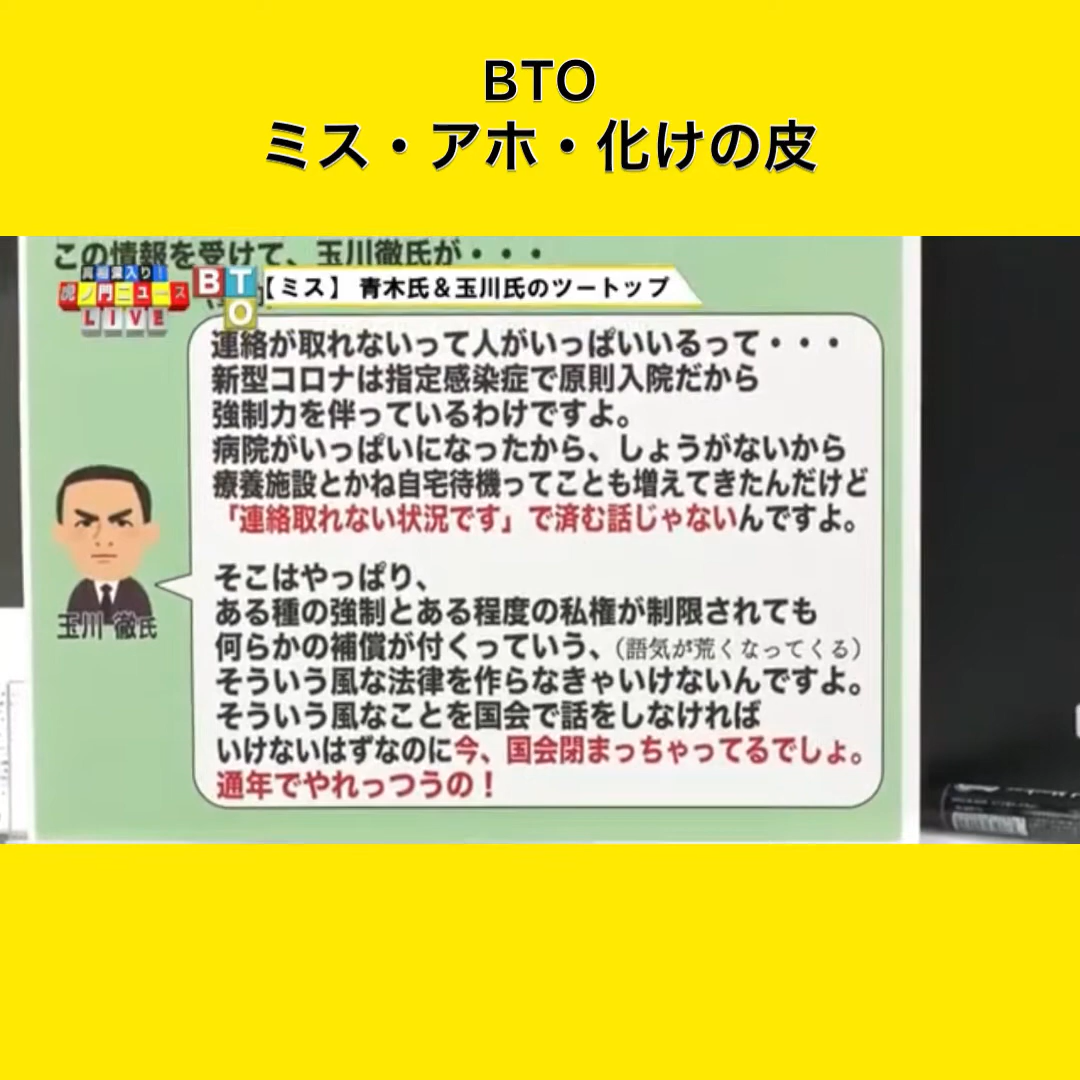 BTO
ミス・アホ・化けの皮
この情報を受けて、玉川徹氏が・・・
真相深入り!
虎ノ門ニュース
LIVE
BTO
【ミス】 青木氏&玉川氏のツートップ
連絡が取れないって人がいっぱいいるって・・・
新型コロナは指定感染症で原則入院だから
強制力を伴っているわけですよ。
病院がいっぱいになったから、しょうがないから
療養施設とかね自宅待機ってことも増えてきたんだけど
「連絡取れない状況です」で済む話じゃないんですよ。
そこはやっぱり、
ある種の強制とある程度の私権が制限されても
何らかの補償が付くっていう、(語気が荒くなってくる)
そういう風な法律を作らなきゃいけないんですよ。
そういう風なことを国会で話をしなければ
いけないはずなのに今、国会閉まっちゃってるでしょ。
通年でやれっつうの!
玉川 徹氏